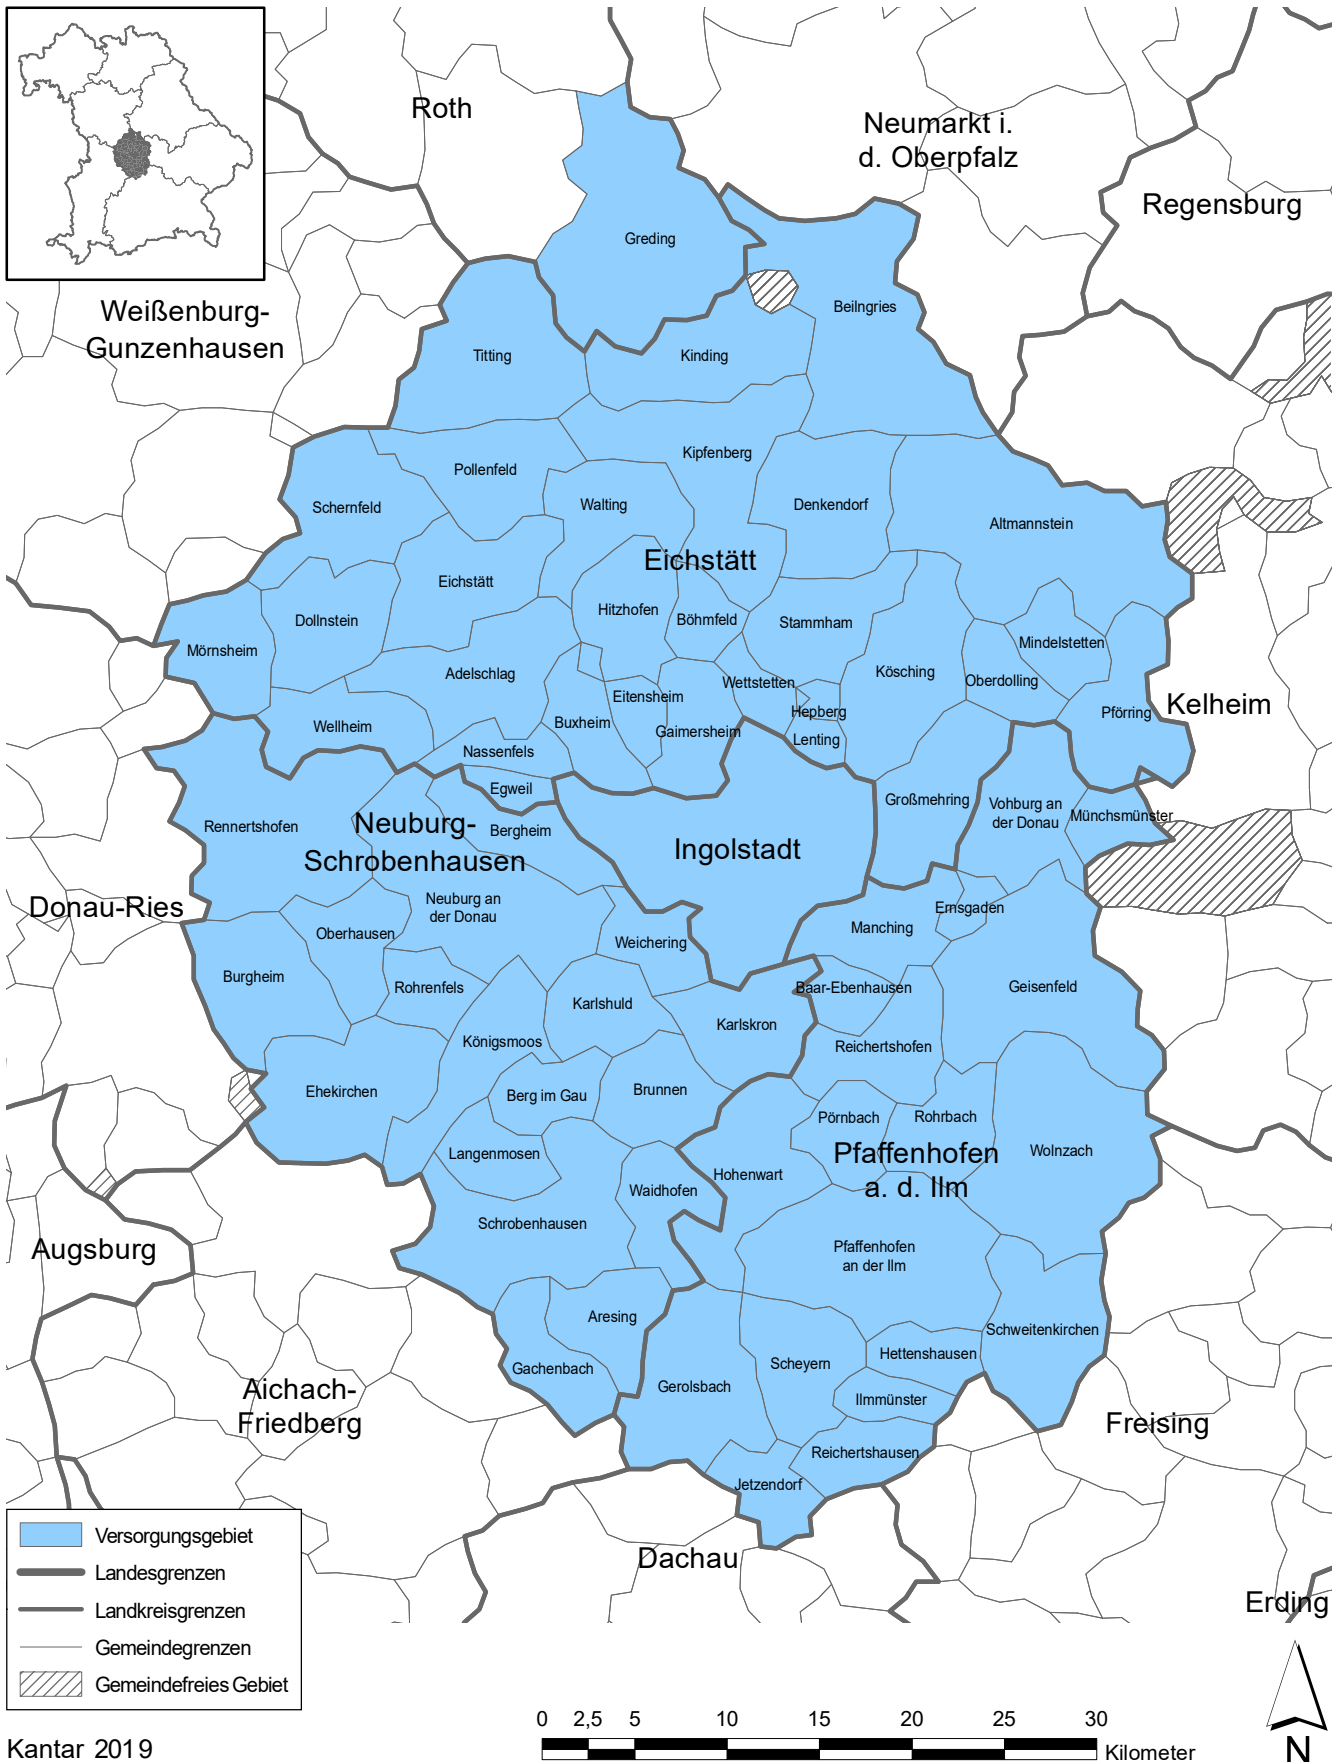 Roth
Neumarkt i.
d. Oberpfalz
Regensburg
Greding
Weißenburg-
Gunzenhausen
Beilngries
Titting
Kinding
Kipfenberg
Pollenfeld
Schernfeld
Walting
Denkendorf
Altmannstein
Eichstätt
Eichstätt
Hitzhofen
Böhmfeld
Stammham
Dollnstein
Mindelstetten
Mörnsheim
Adelschlag
Kösching
Oberdolling
Wettstetten
Eitensheim
Kelheim
Hepberg
Pförring
Wellheim
Buxheim
Gaimersheim
Lenting
Nassenfels
Egweil
Großmehring
Vohburg an
der Donau
Münchsmünster
Rennertshofen
Neuburg-
Schrobenhausen
Bergheim
Ingolstadt
Donau-Ries
Neuburg an
der Donau
Ernsgaden
Oberhausen
Weichering
Manching
Burgheim
Rohrenfels
Karlshuld
Baar-Ebenhausen
Geisenfeld
Karlskron
Königsmoos
Reichertshofen
Ehekirchen
Berg im Gau
Brunnen
Pörnbach
Rohrbach
Langenmosen
Pfaffenhofen
a. d. Ilm
Wolnzach
Hohenwart
Waidhofen
Schrobenhausen
Augsburg
Pfaffenhofen
an der Ilm
Aresing
Schweitenkirchen
Hettenshausen
Gachenbach
Scheyern
Gerolsbach
Aichach-
Friedberg
Ilmmünster
Freising
Reichertshausen
Jetzendorf
Dachau
Erding
Versorgungsgebiet
Landesgrenzen
Landkreisgrenzen
Gemeindegrenzen
Gemeindefreies Gebiet
0 2,5 5 10 15 20 25 30
Kilometer
N
Kantar 2019